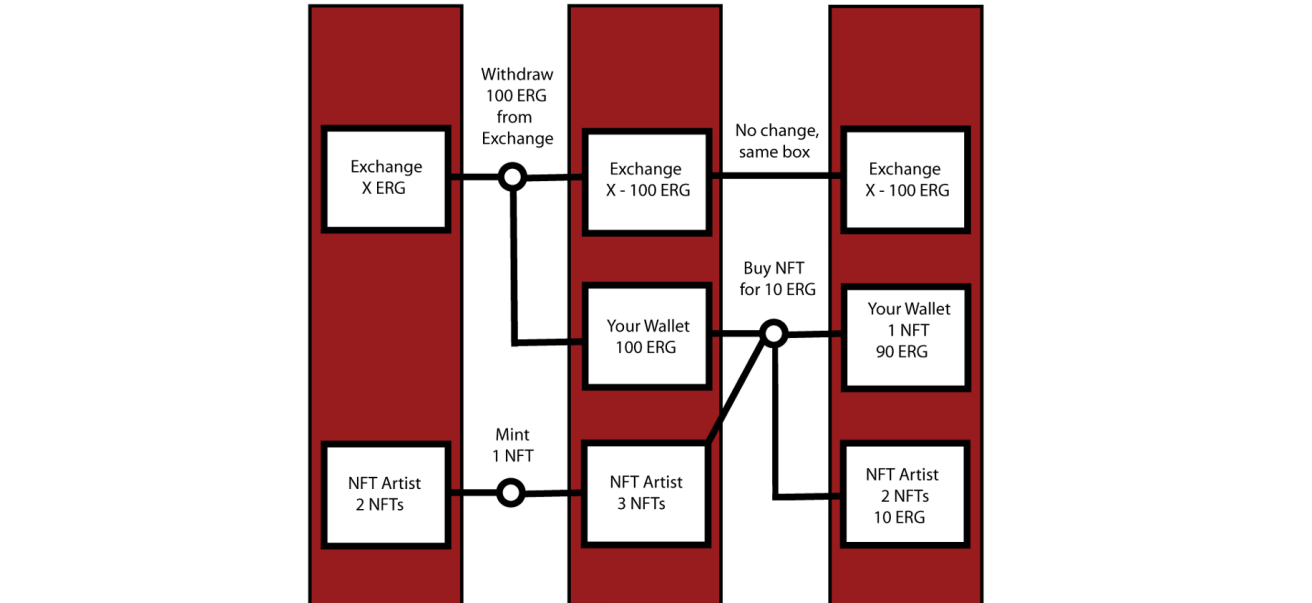 Withdraw
100 ERG
from
Exchange
No change,
same box
Exchange
X ERG
Exchange
X - 100 ERG
Exchange
X - 100 ERG
Buy NFT
for 10 ERG
Your Wallet
100 ERG
Your Wallet
1 NFT
90 ERG
Mint
1 NFT
NFT Artist
2 NFTs
NFT Artist
3 NFTs
NFT Artist
2 NFTs
10 ERG